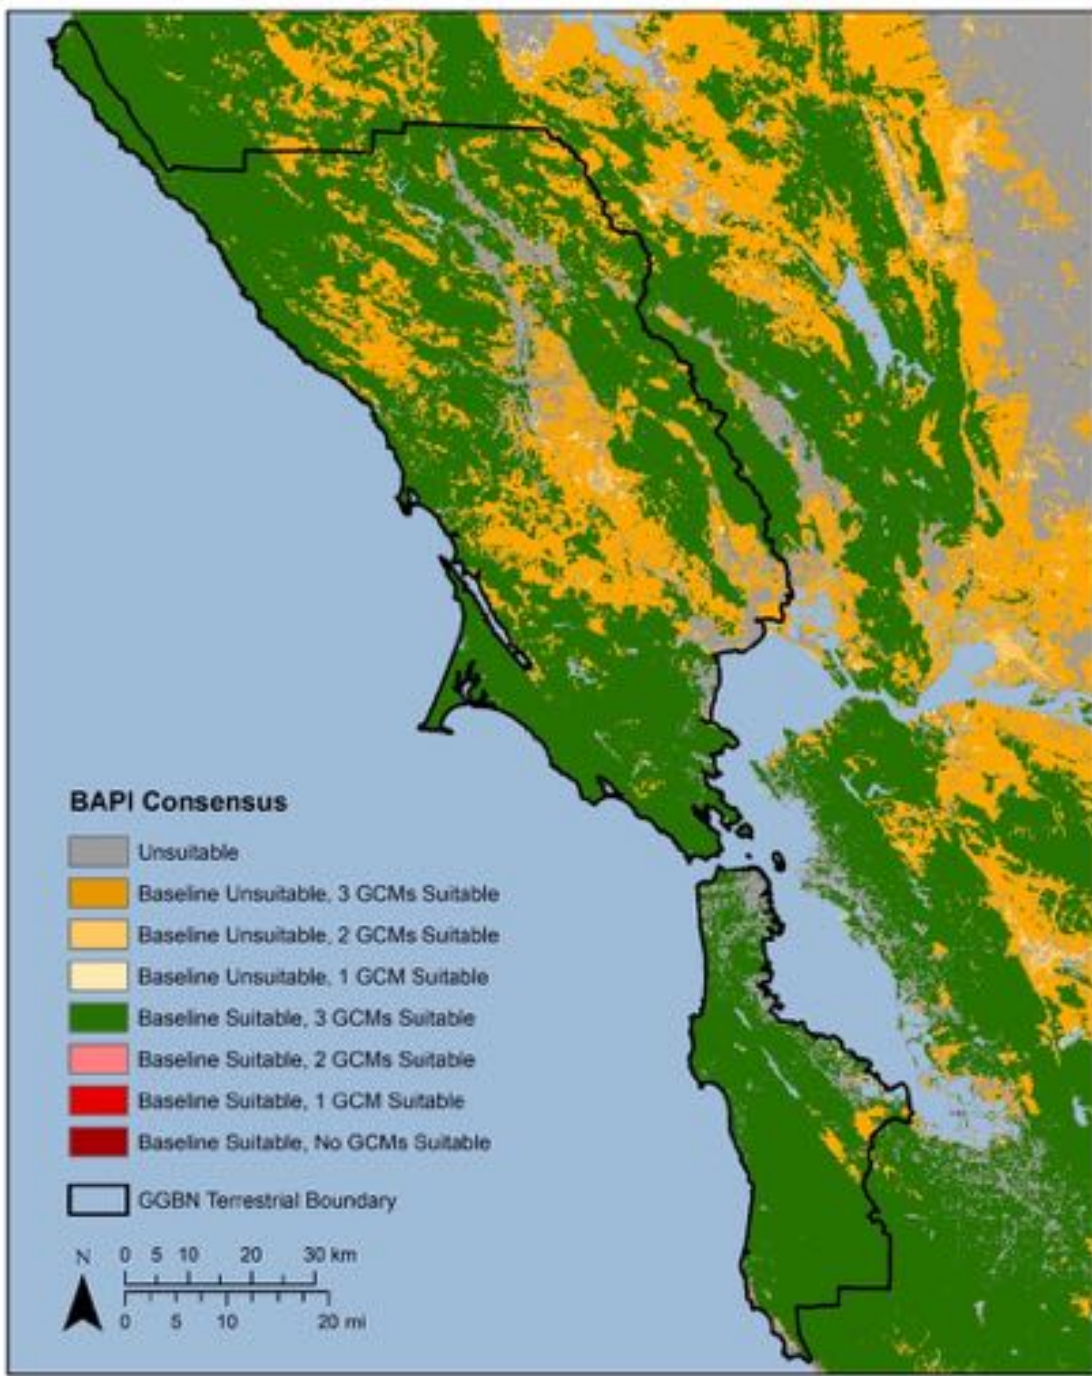 BAPI Consensus
Unsuitable
Baseline Unsuitable, 3 GCMs Suitable
Baseline Unsuitable, 2 GCMs Suitable
Baseline Unsuitable, 1 GCM Suitable
Baseline Suitable, 3 GCMs Suitable
Baseline Suitable, 2 GCMs Suitable
Baseline Suitable, 1 GCM Suitable
Baseline Suitable, No GCMs Suitable
GGBN Terrestrial Boundary
N 0 5 10 20 30 km
0 5 10 20 mi